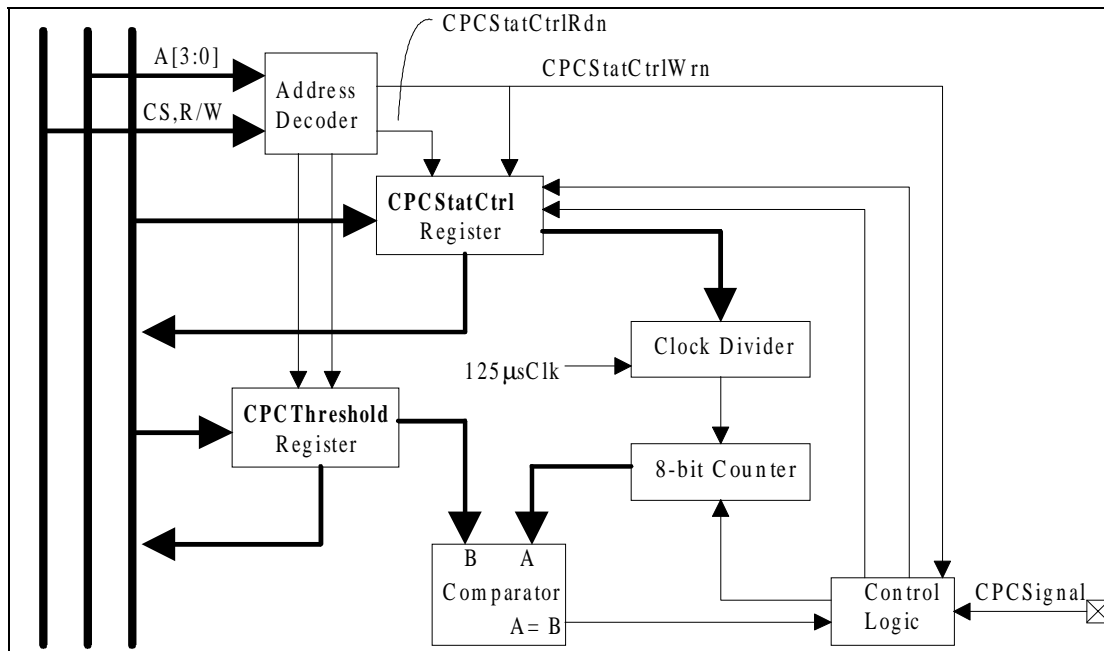 CPCStatCtrlRdn
A[3:0]
CPCStatCtrlWrn
Address
Decoder
CS,R/W
CPCStatCtrl
Register
Clock Divider
125μsClk
CPCThreshold
Register
8-bit Counter
B
A
Comparator
A= B
Control
Logic
CPCSignal